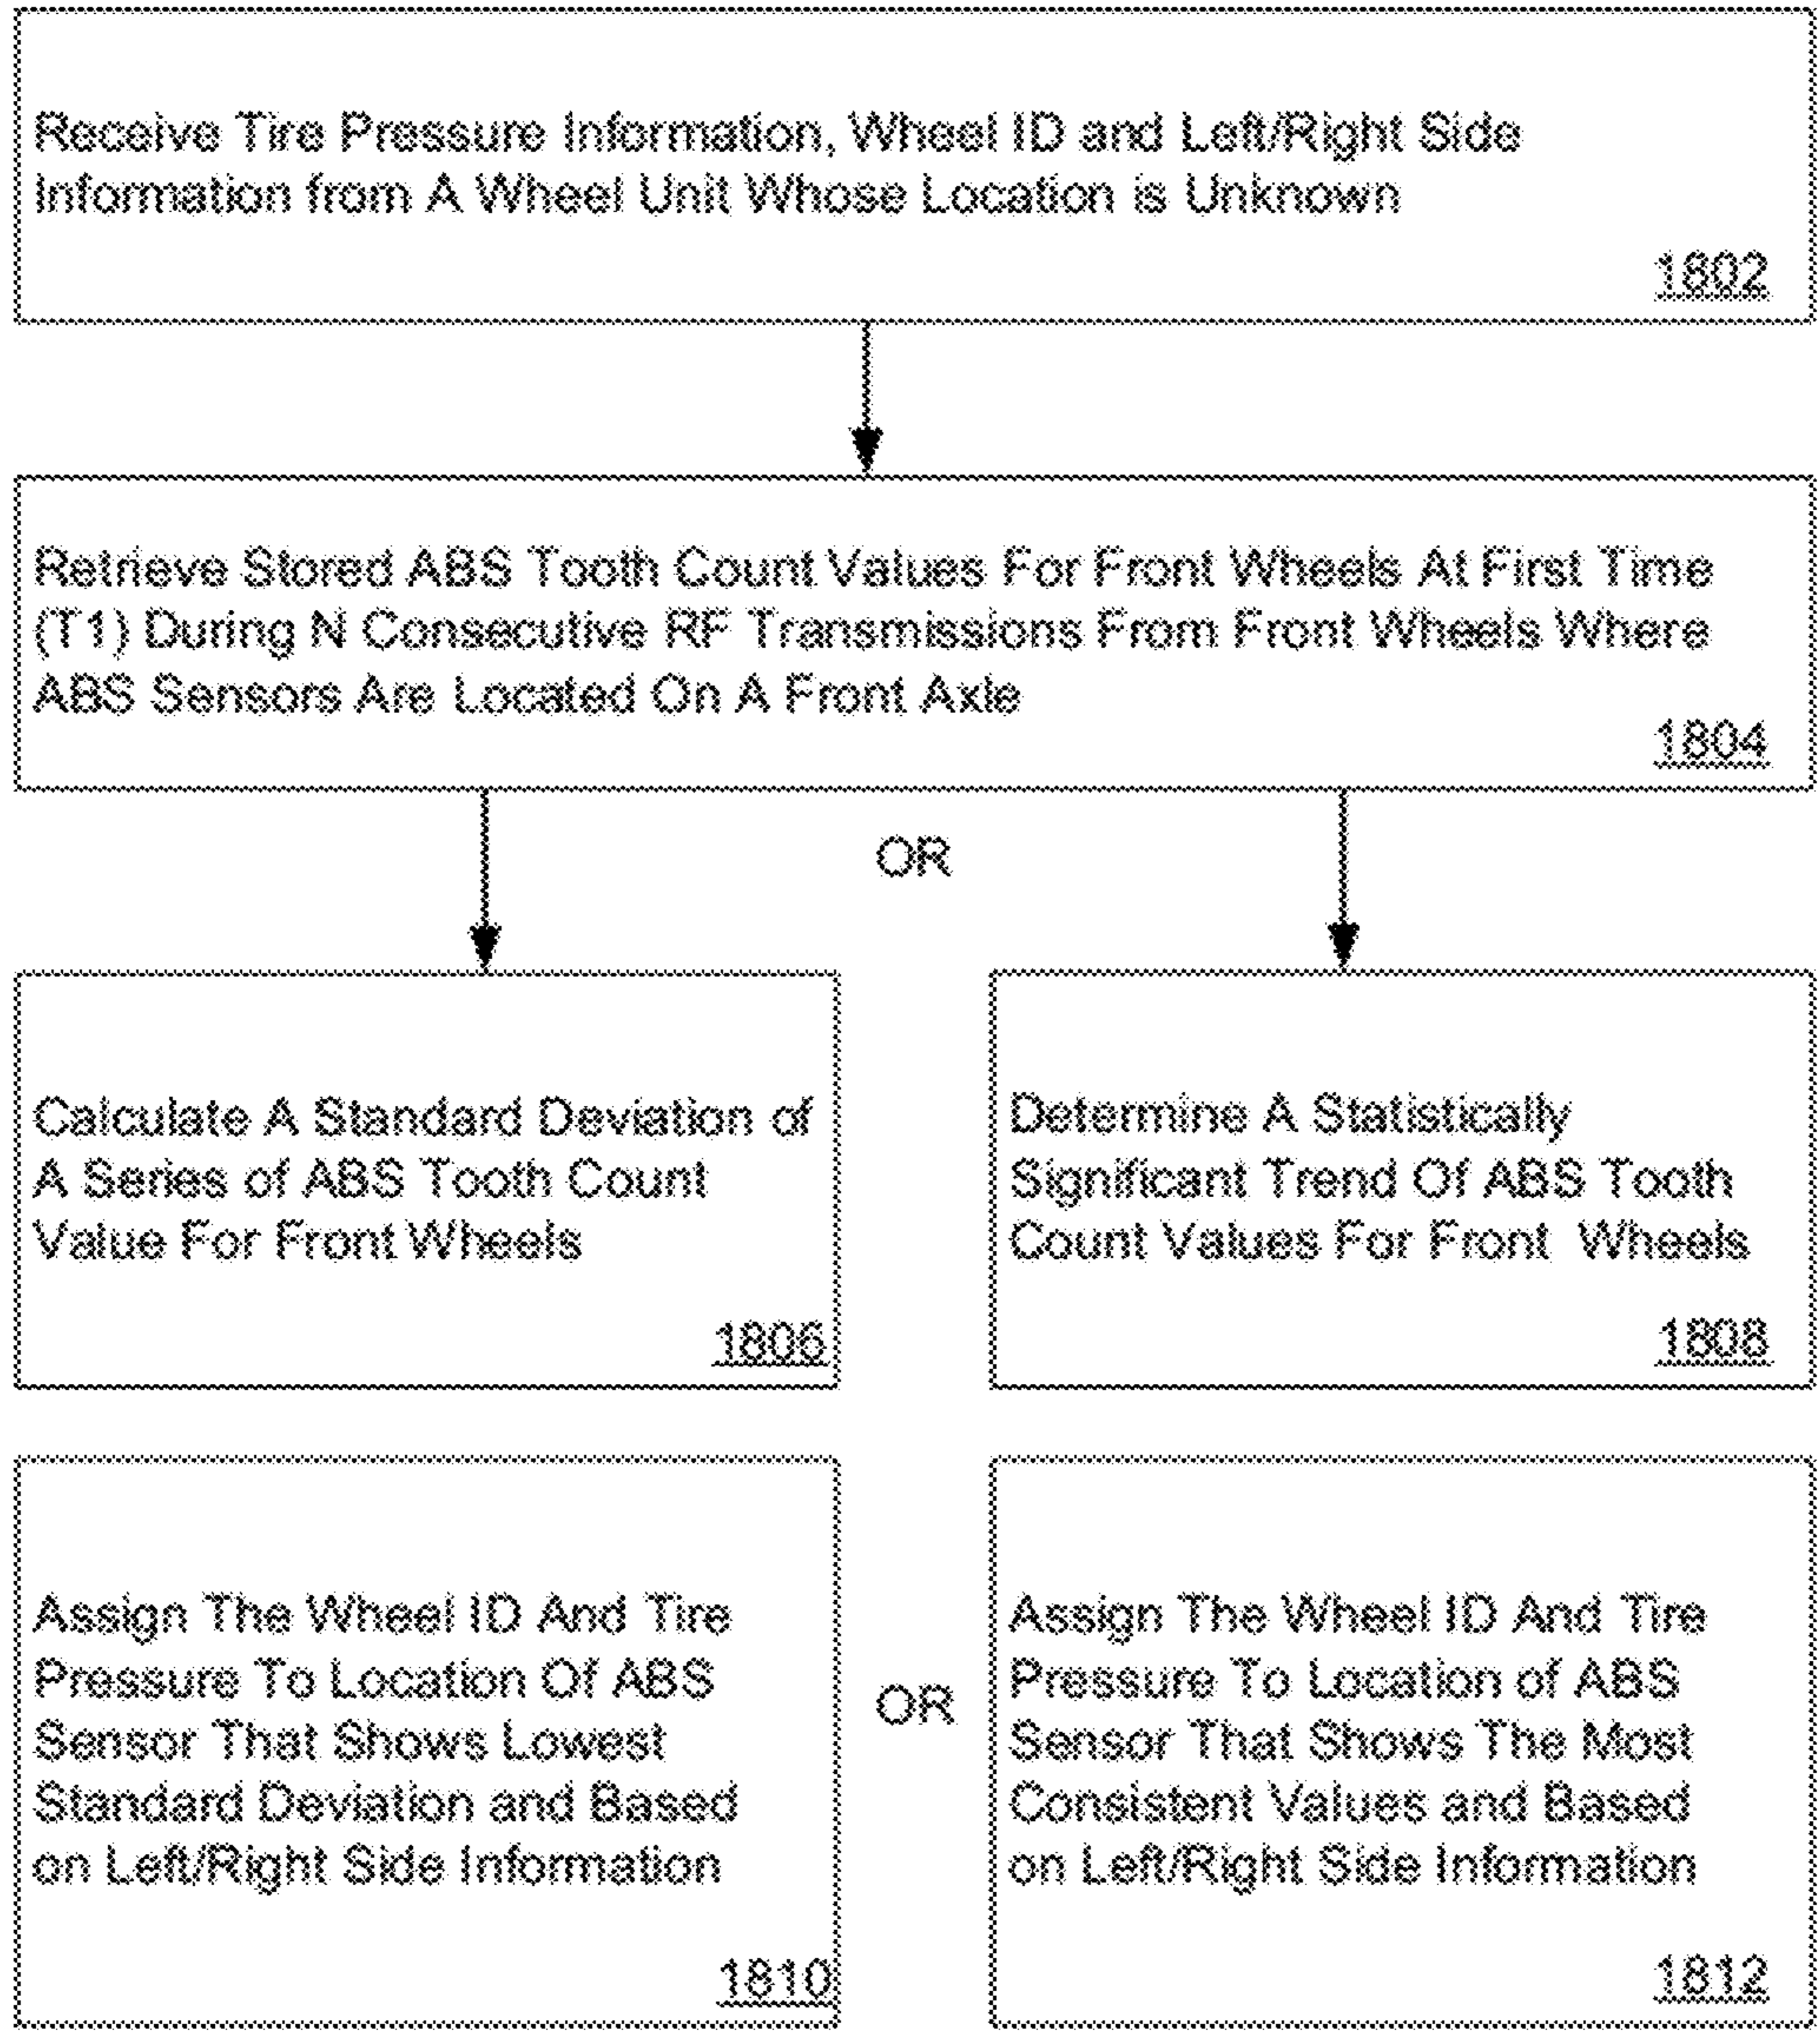 Receive Tire Pressure Information, Wheel ID and Left/Right Side
Information from A Wheel Unit Whose Location is Unknown
1802
Retrieve Stored ABS Tooth Count Values For Front Wheels At First Time
(T1) During N Consecutive RF Transmissions From Front Wheels Where
ABS Sensors Are Located On A Front Axle
1804
OR
Calculate A Standard Deviation of
A Series of ABS Tooth Count
Value For Front Wheels
1806
Determine A Statistically
Significant Trend Of ABS Tooth
Count Values For Front Wheels
1808
Assign The Wheel ID And Tire
Pressure To Location Of ABS
Sensor That Shows Lowest
Standard Deviation and Based
on Left/Right Side Information
1810
OR
Assign The Wheel ID And Tire
Pressure To Location of ABS
Sensor That Shows The Most
Consistent Values and Based
on Left/Right Side Information
1812